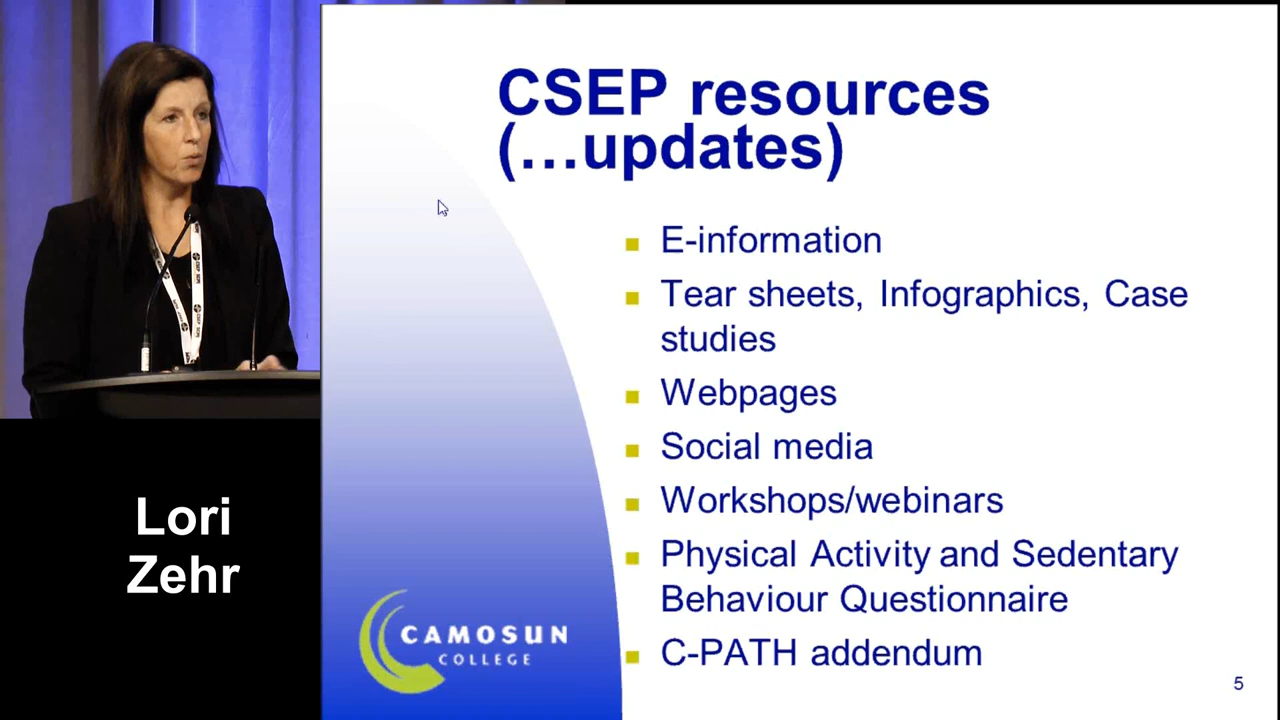 CSEP resources
(…updates)
E-information
Tear sheets, Infographics, Case
studies
Webpages
Social media
Workshops/webinars
Physical Activity and Sedentary
Behaviour Questionnaire
C-PATH addendum
CAMOSUN
COLLEGE
5
Lori
Zehr